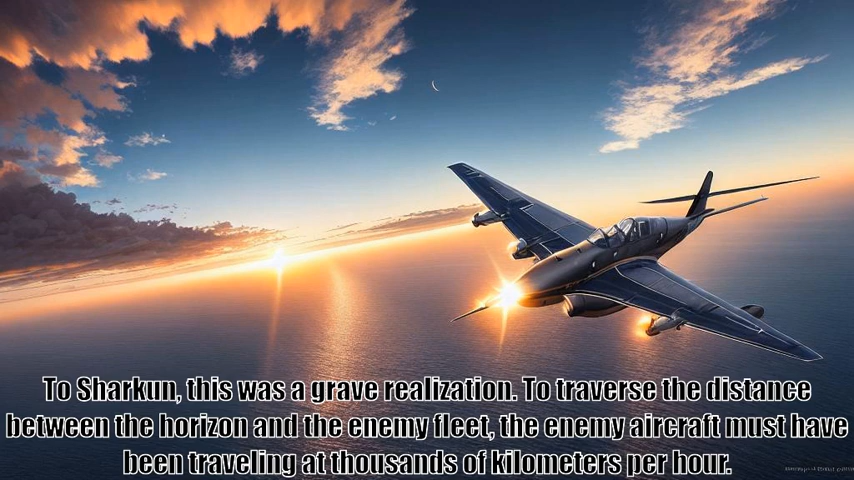 To Sharkun, this was a grave realization. To traverse the distance
between the horizon and the enemy fleet, the enemy aircraft must have
been traveling at thousands of kilometers per hour.